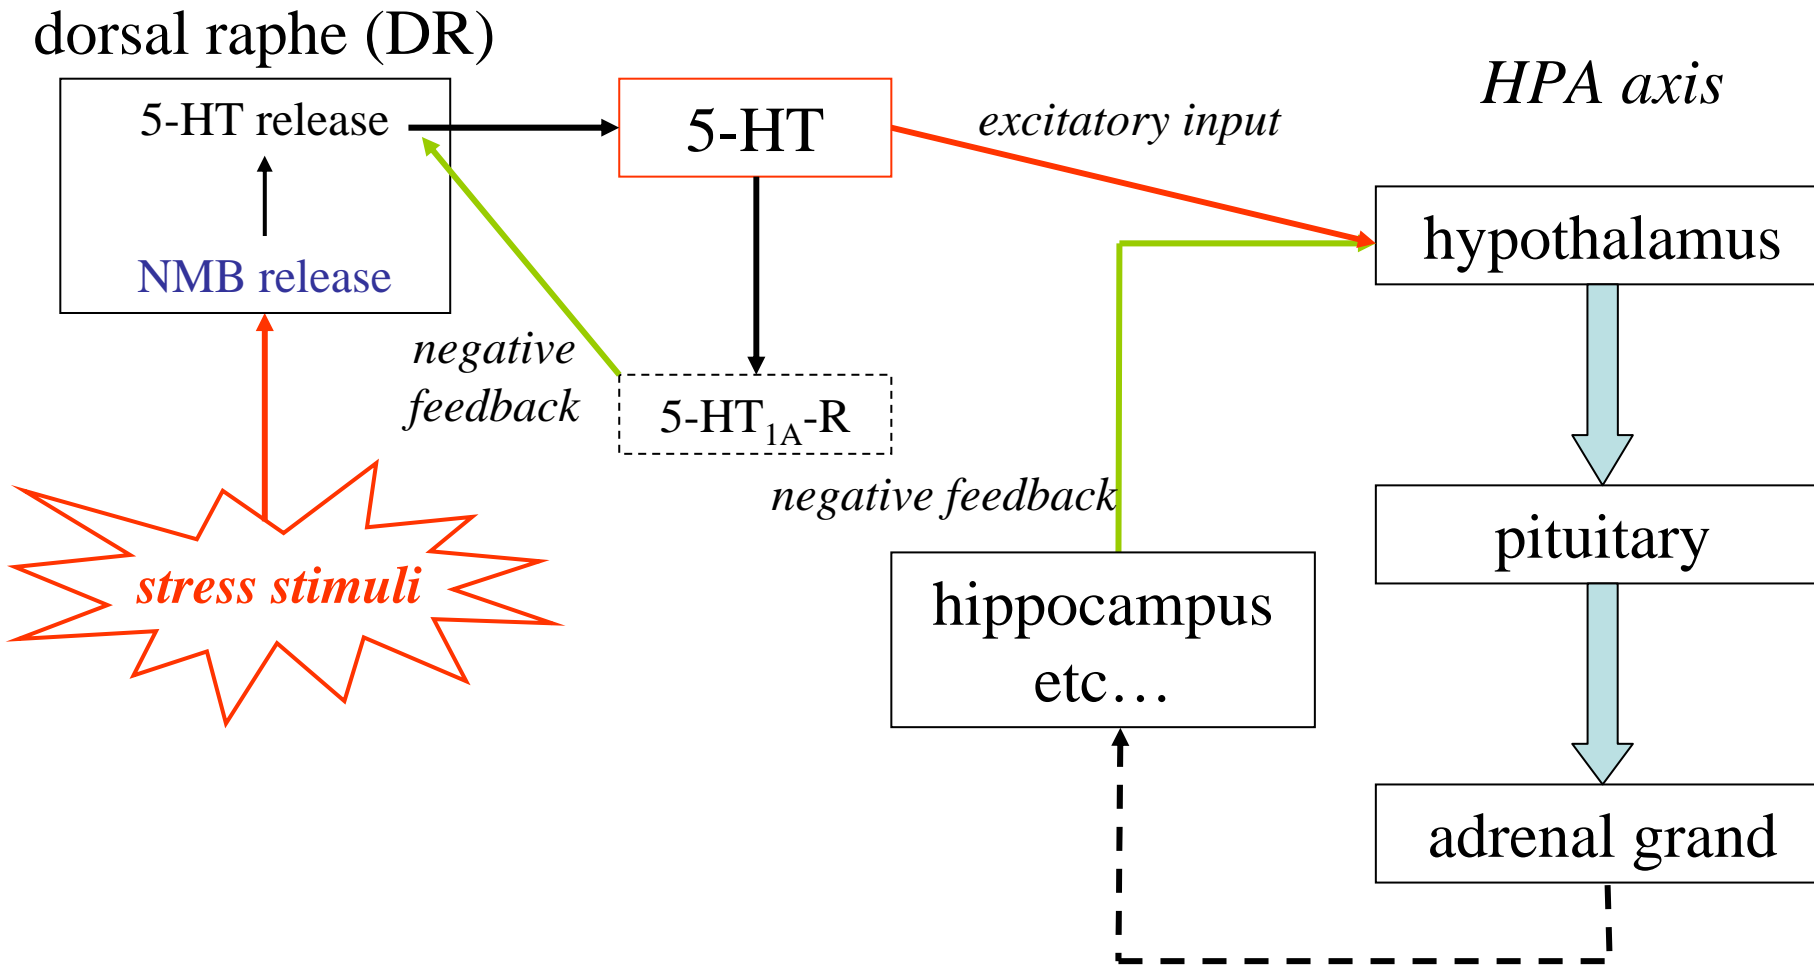 dorsal raphe (DR)
5-HT release
NMB release
5-HT
excitatory input
HPA axis
hypothalamus
negative
feedback
5-HT1A-R
negative feedback
stress stimuli
hippocampus
etc…
pituitary
adrenal grand